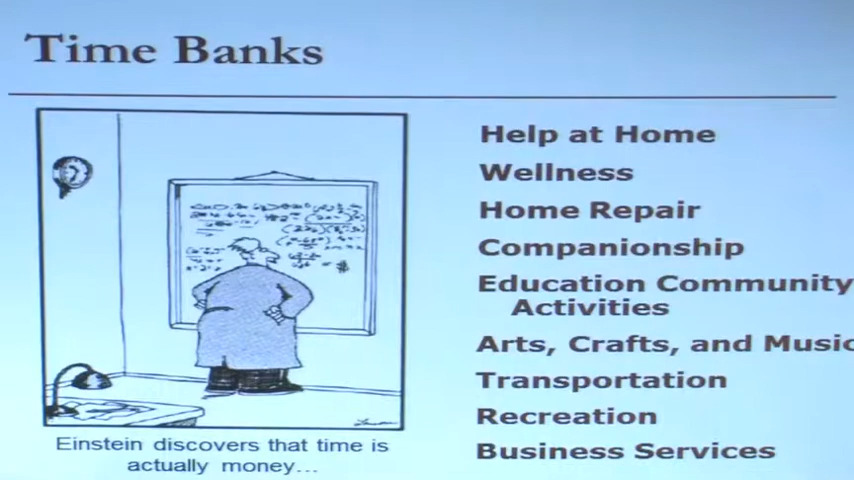 Time Banks
Help at Home
Wellness
Home Repair
Companionship
Education Community
Activities
Arts, Crafts, and Music
Transportation
Recreation
Business Services
Einstein discovers that time is
actually money...